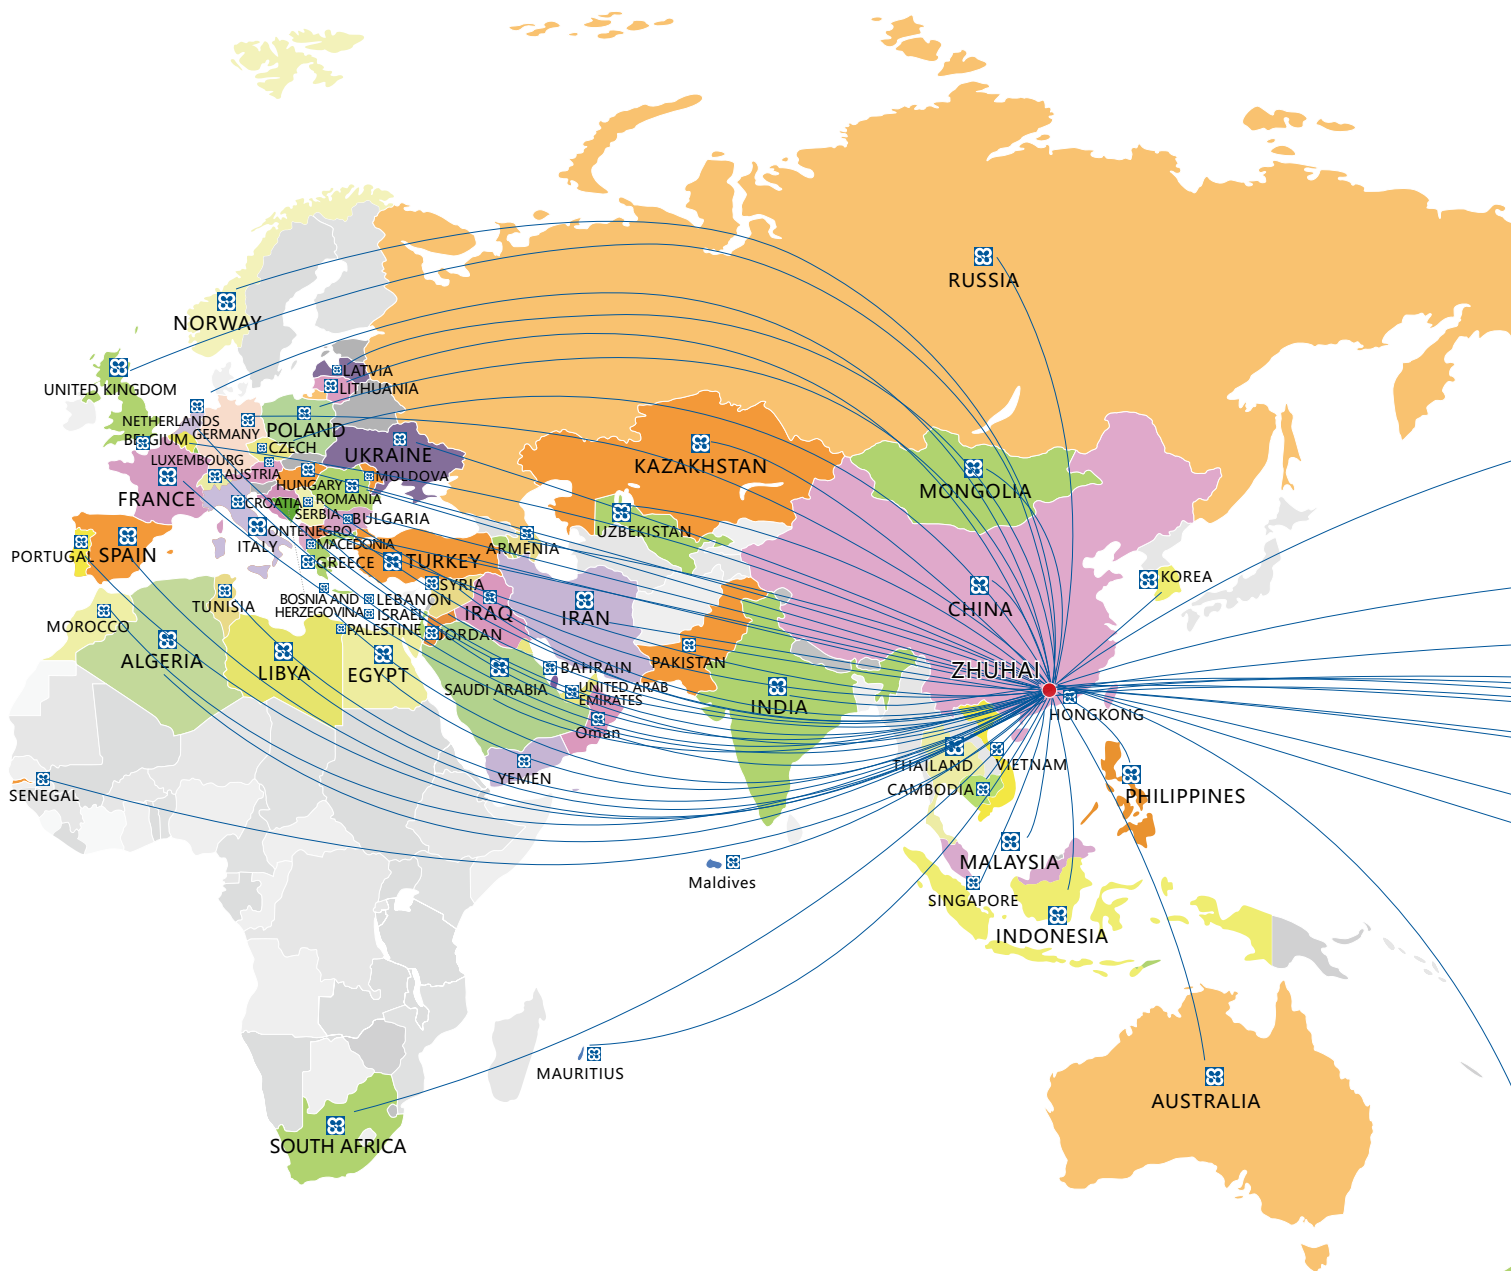 RUSSIA
NORWAY
LATVIA
UNITED KINGDOM
LITHUANIA
NETHERLANDS
GERMANY
POLAND
BELGIUM
CZECH
UKRAINE
LUXEMBOURG
KAZAKHSTAN
AUSTRIA
MOLDOVA
HUNGARY
MONGOLIA
FRANCE
CROATIA
ROMANIA
SERBIA
BULGARIA
ONTENEGRO
UZBEKISTAN
ITALY
MACEDONIA
ARMENIA
PORTUGAL
SPAIN
GREECE
TURKEY
KOREA
SYRIA
BOSNIA AND
HERZEGOVINA
LEBANON
TUNISIA
CHINA
ISRAEL
IRAQ
IRAN
MOROCCO
PALESTINE
JORDAN
ALGERIA
LIBYA
EGYPT
BAHRAIN
PAKISTAN
ZHUHAI
SAUDI ARABIA
UNITED ARAB
EMIRATES
INDIA
HONGKONG
Oman
THAILAND
VIETNAM
YEMEN
CAMBODIA
SENEGAL
PHILIPPINES
MALAYSIA
Maldives
SINGAPORE
INDONESIA
MAURITIUS
AUSTRALIA
SOUTH AFRICA